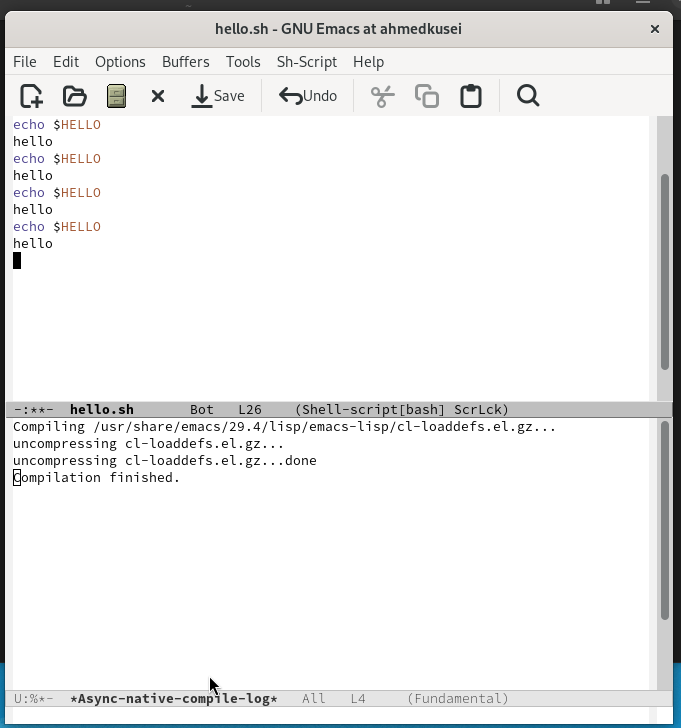 hello.sh - GNU Emacs at ahmedkusei
×
File Edit Options Buffers Tools Sh-Script Help
Save Undo
echo $HELLO
hello
echo $HELLO
hello
echo $HELLO
hello
echo $HELLO
hello
-:**- hello.sh Bot L26 (Shell-script[bash] ScrLck)
Compiling /usr/share/emacs/29.4/lisp/emacs-lisp/cl-loaddefs.el.gz...
uncompressing cl-loaddefs.el.gz...
uncompressing cl-loaddefs.el.gz...done
Compilation finished.
U:%*- *Async-native-compile-log* All L4 (Fundamental)